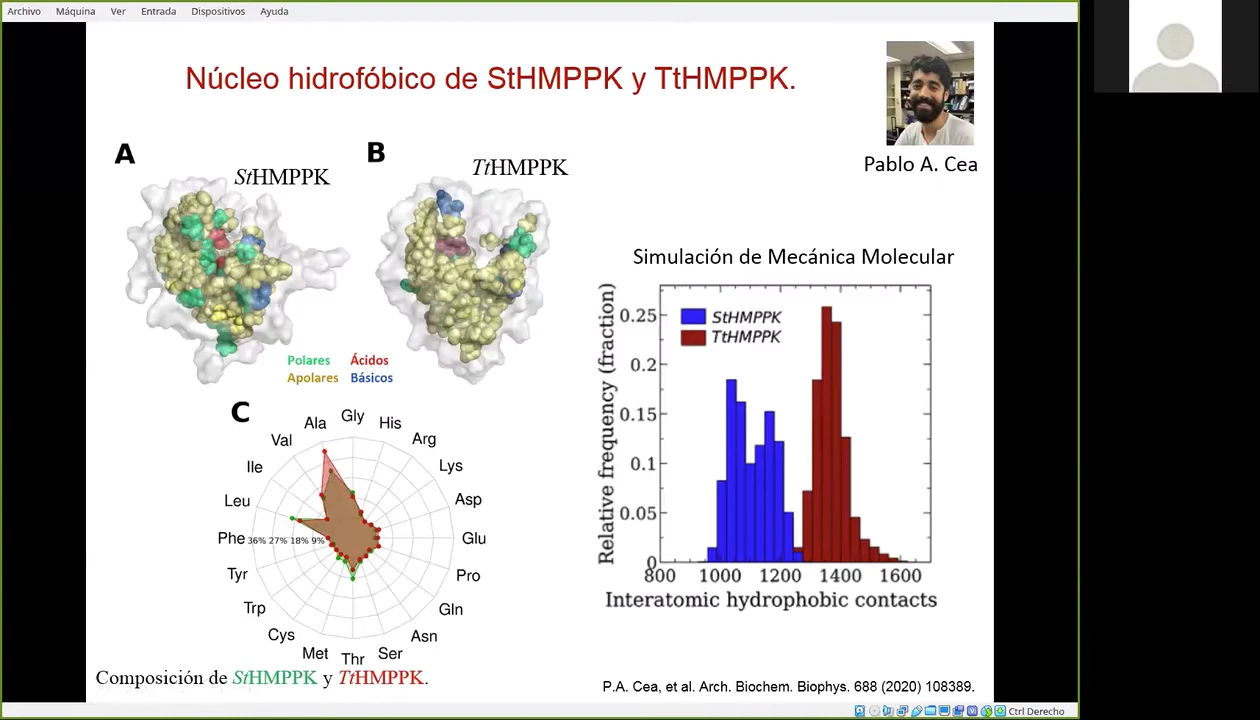 Archivo Máquina Ver Entrada Dispositivos Ayuda
Núcleo hidrofóbico de StHMPPK y TtHMPPK.
Pablo A. Cea
A
StHMPPK
B
TtHMPPK
Polares Ácidos
Apolares Básicos
Simulación de Mecánica Molecular
StHMPPK
TtHMPPK
Relative frequency (fraction)
0.25
0.2
0.15
0.1
0.05
0
800 1000 1200 1400 1600
Interatomic hydrophobic contacts
C
Gly
His
Arg
Lys
Asp
Glu
Pro
Gln
Asn
Ser
Thr
Met
Cys
Trp
Tyr
Phe
Leu
Ile
Val
Ala
36% 27% 18% 9%
Composición de StHMPPK y TtHMPPK.
P.A. Cea, et al. Arch. Biochem. Biophys. 688 (2020) 108389.
Ctrl Derecho